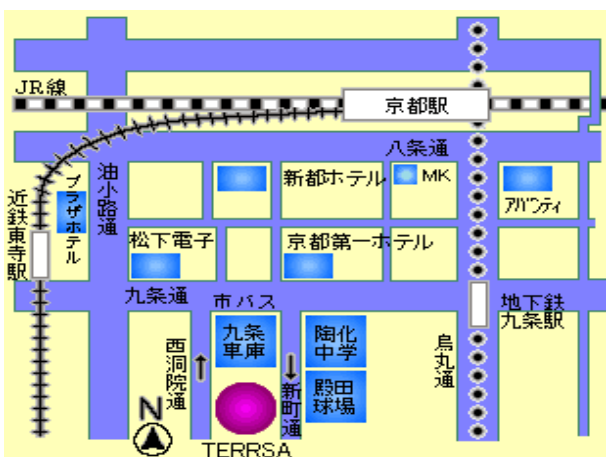 JR線
京都駅
八条通
油小路通
プラザホテル
近鉄東寺駅
新都ホテル
MK
アバンティ
松下電子
京都第一ホテル
九条通
市バス
九条
車庫
陶化
中学
地下鉄
九条駅
烏丸通
西洞院通
新町通
殿田
球場
N
TERRSA